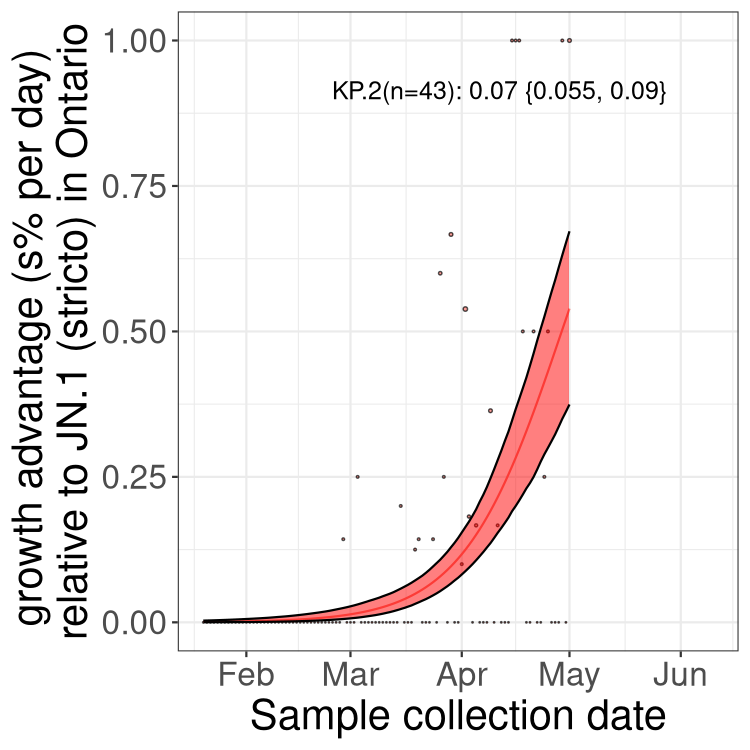 growth advantage (s% per day)
relative to JN.1 (stricto) in Ontario
1.00
0.75
0.50
0.25
0.00
KP.2(n=43): 0.07 {0.055, 0.09}
Feb Mar Apr May Jun
Sample collection date